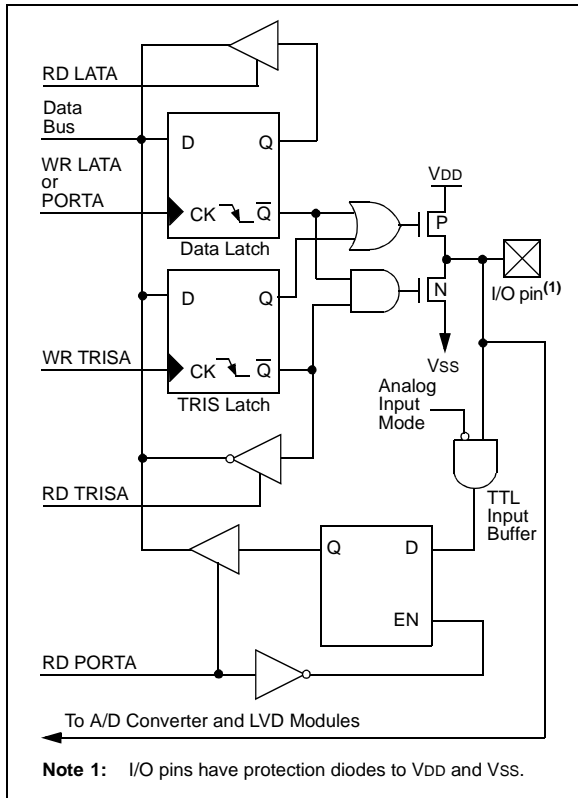 RD LATA
Data
Bus
D Q
WR LATA
or
PORTA
CK Q
Data Latch
VDD
P
I/O pin(1)
N
VSS
D Q
WR TRISA
CK Q
TRIS Latch
Analog
Input
Mode
TTL
Input
Buffer
RD TRISA
Q D
EN
RD PORTA
To A/D Converter and LVD Modules
Note 1: I/O pins have protection diodes to VDD and VSS.